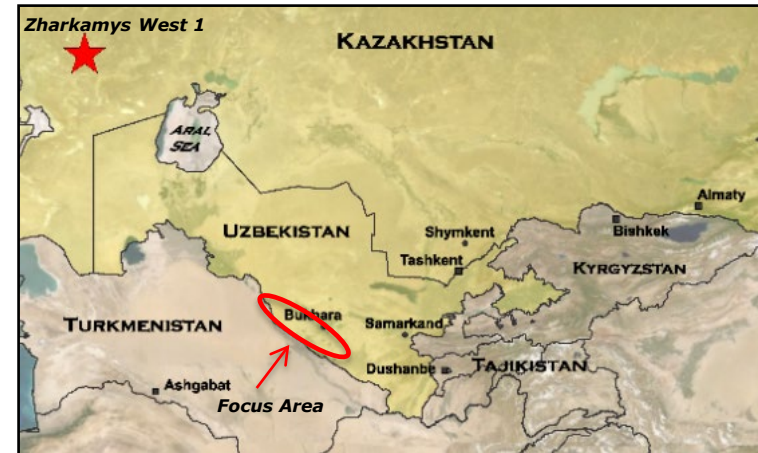 Zharkamys West 1
KAZAKHSTAN
ARAL
SEA
Almaty
UZBEKISTAN
Shymkent
Bishkek
Tashkent
KYRGYZSTAN
Bukhara
TURKMENISTAN
Samarkand
Dushanbe
TAJIKISTAN
Ashgabat
Focus Area